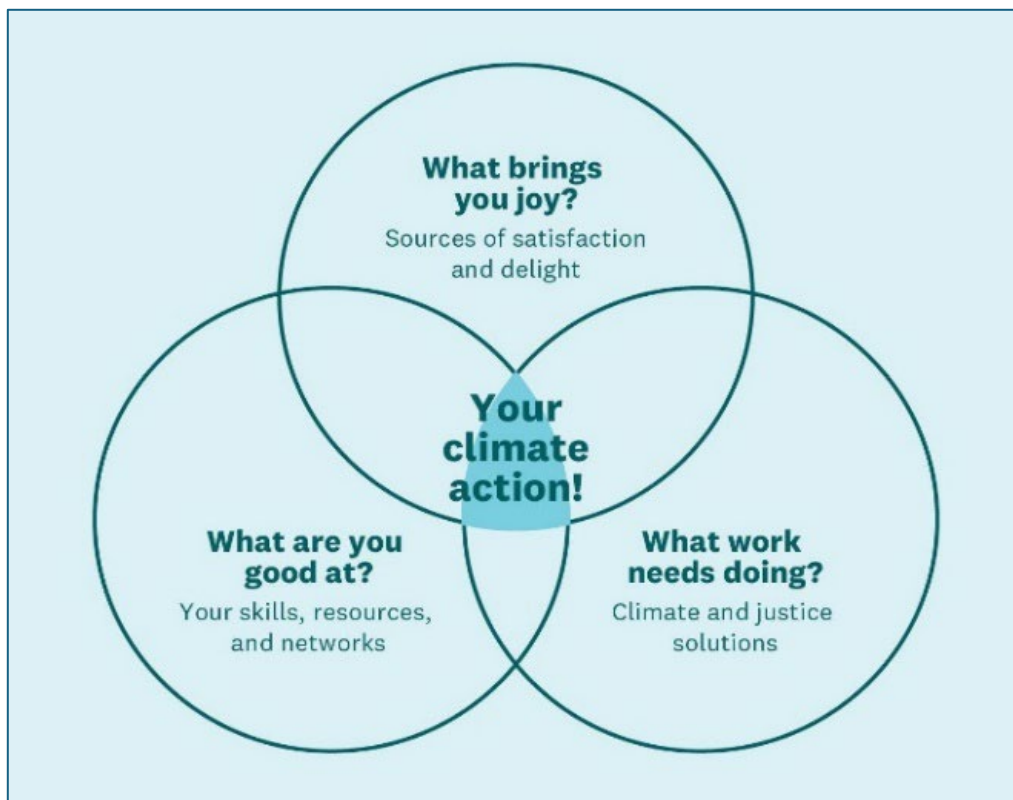 What brings
you joy?
Sources of satisfaction
and delight
Your
climate
action!
What are you
good at?
Your skills, resources,
and networks
What work
needs doing?
Climate and justice
solutions